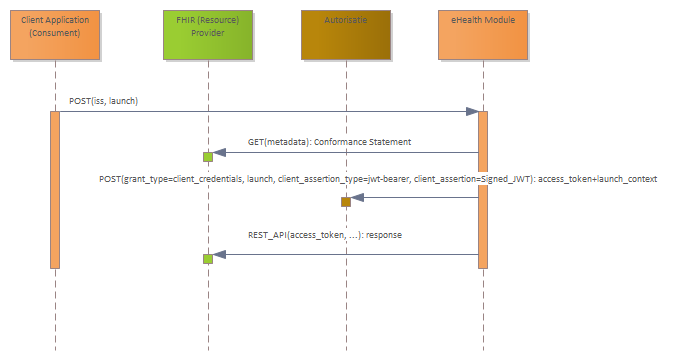 Client Application
(Consument)
FHIR (Resource)
Provider
Autorisatie
eHealth Module
POST(iss, launch)
GET(metadata): Conformance Statement
POST(grant_type=client_credentials, launch, client_assertion_type=jwt-bearer, client_assertion=Signed_JWT): access_token+launch_context
REST_API(access_token, ...): response